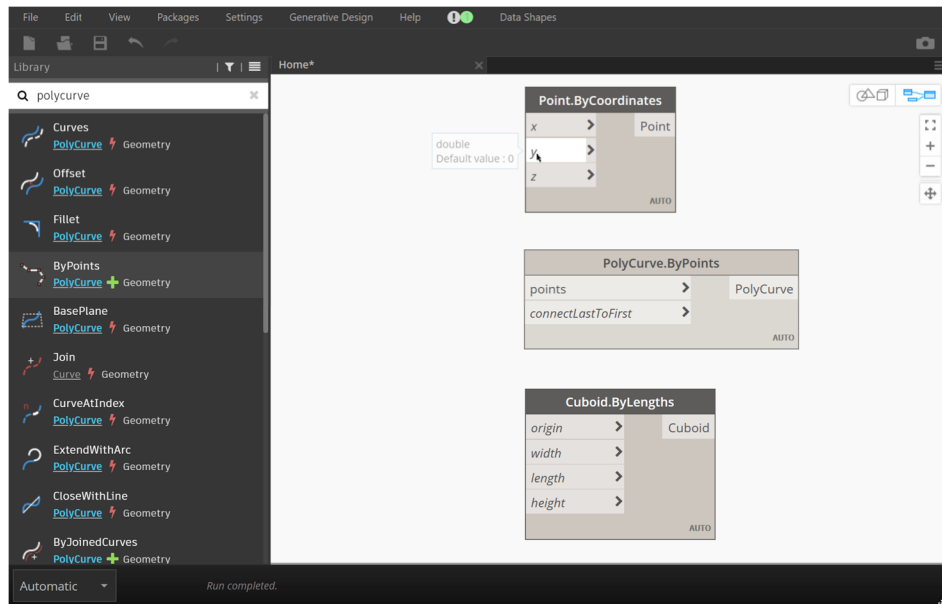 File Edit View Packages Settings Generative Design Help Data Shapes
Library
Home*
polycurve
Curves
PolyCurve Geometry
Offset
PolyCurve Geometry
Fillet
PolyCurve Geometry
ByPoints
PolyCurve Geometry
BasePlane
PolyCurve Geometry
Join
Curve Geometry
CurveAtIndex
PolyCurve Geometry
ExtendWithArc
PolyCurve Geometry
CloseWithLine
PolyCurve Geometry
ByJoinedCurves
PolyCurve Geometry
Point.ByCoordinates
x Point
y
z
AUTO
double
Default value : 0
PolyCurve.ByPoints
points PolyCurve
connectLastToFirst
AUTO
Cuboid.ByLengths
origin Cuboid
width
length
height
AUTO
Automatic Run completed.